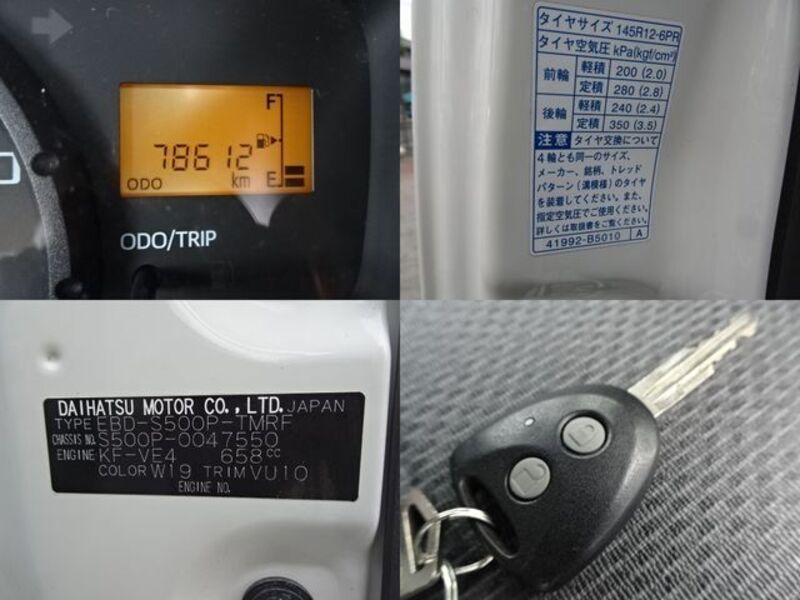 F
78612
ODO km E
ODO/TRIP
タイヤサイズ 145R12-6PR
タイヤ空気圧 kPa(kgf/cm²)
前輪 軽積 200 (2.0)
定積 280 (2.8)
後輪 軽積 240 (2.4)
定積 350 (3.5)
注意 タイヤ交換について
4輪とも同一のサイズ、
メーカー、銘柄、トレッド
パターン(溝模様)のタイヤ
を装着してください。また、
指定空気圧でご使用ください。
詳しくは取扱書をご覧ください。
41992-B5010 A
DAIHATSU MOTOR CO., LTD. JAPAN
TYPE EBD-S500P-TMRF
CHASSIS NO. S500P-0047550
ENGINE KF-VE4 658cc
COLOR W19 TRIM VU10
ENGINE NO.